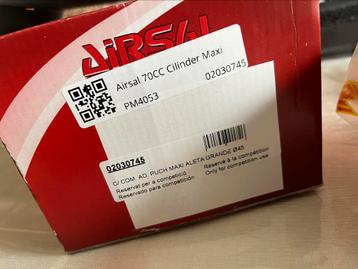 AIRSAL
Airsal 70CC Cilinder Maxi
PM4053 02030745
02030745
C/ COM. AD. PUCH MAXI ALETA GRANDE Ø45
Reservat per a competició Réservé à la compétition
Reservado para competición Only for competition use